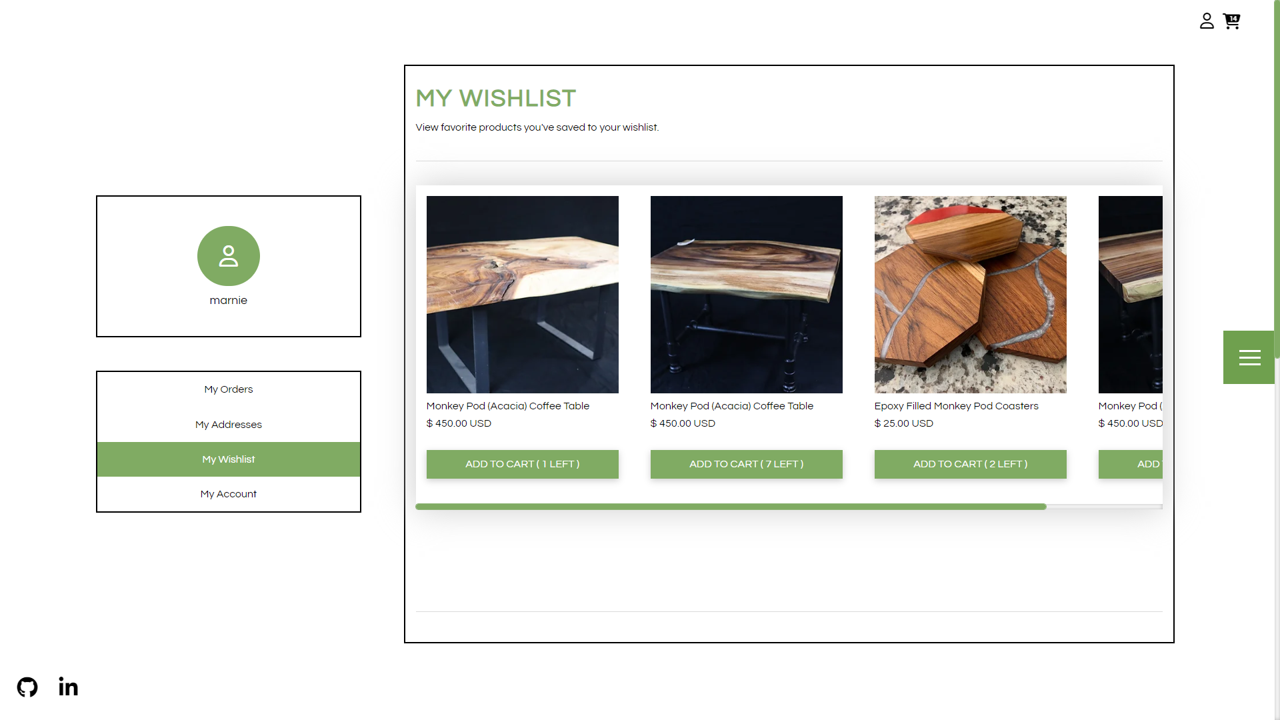 14
MY WISHLIST
View favorite products you've saved to your wishlist.
marnie
My Orders
My Addresses
My Wishlist
My Account
Monkey Pod (Acacia) Coffee Table
$ 450.00 USD
ADD TO CART ( 1 LEFT )
Monkey Pod (Acacia) Coffee Table
$ 450.00 USD
ADD TO CART ( 7 LEFT )
Epoxy Filled Monkey Pod Coasters
$ 25.00 USD
ADD TO CART ( 2 LEFT )
Monkey Pod (
$ 450.00 USD
ADD
in